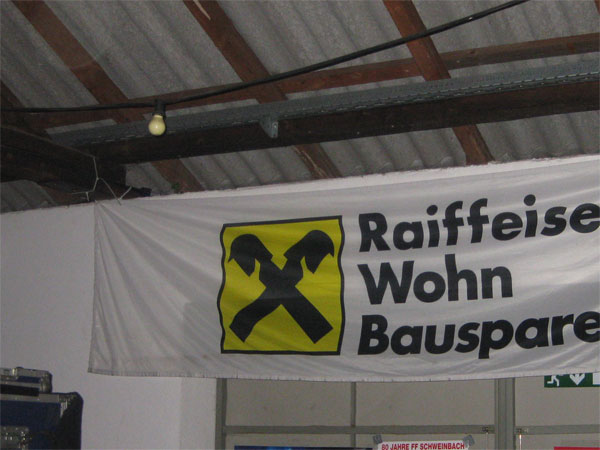 Raiffeise
Wohn
Bauspare
80 JAHRE FF SCHWEINBACH